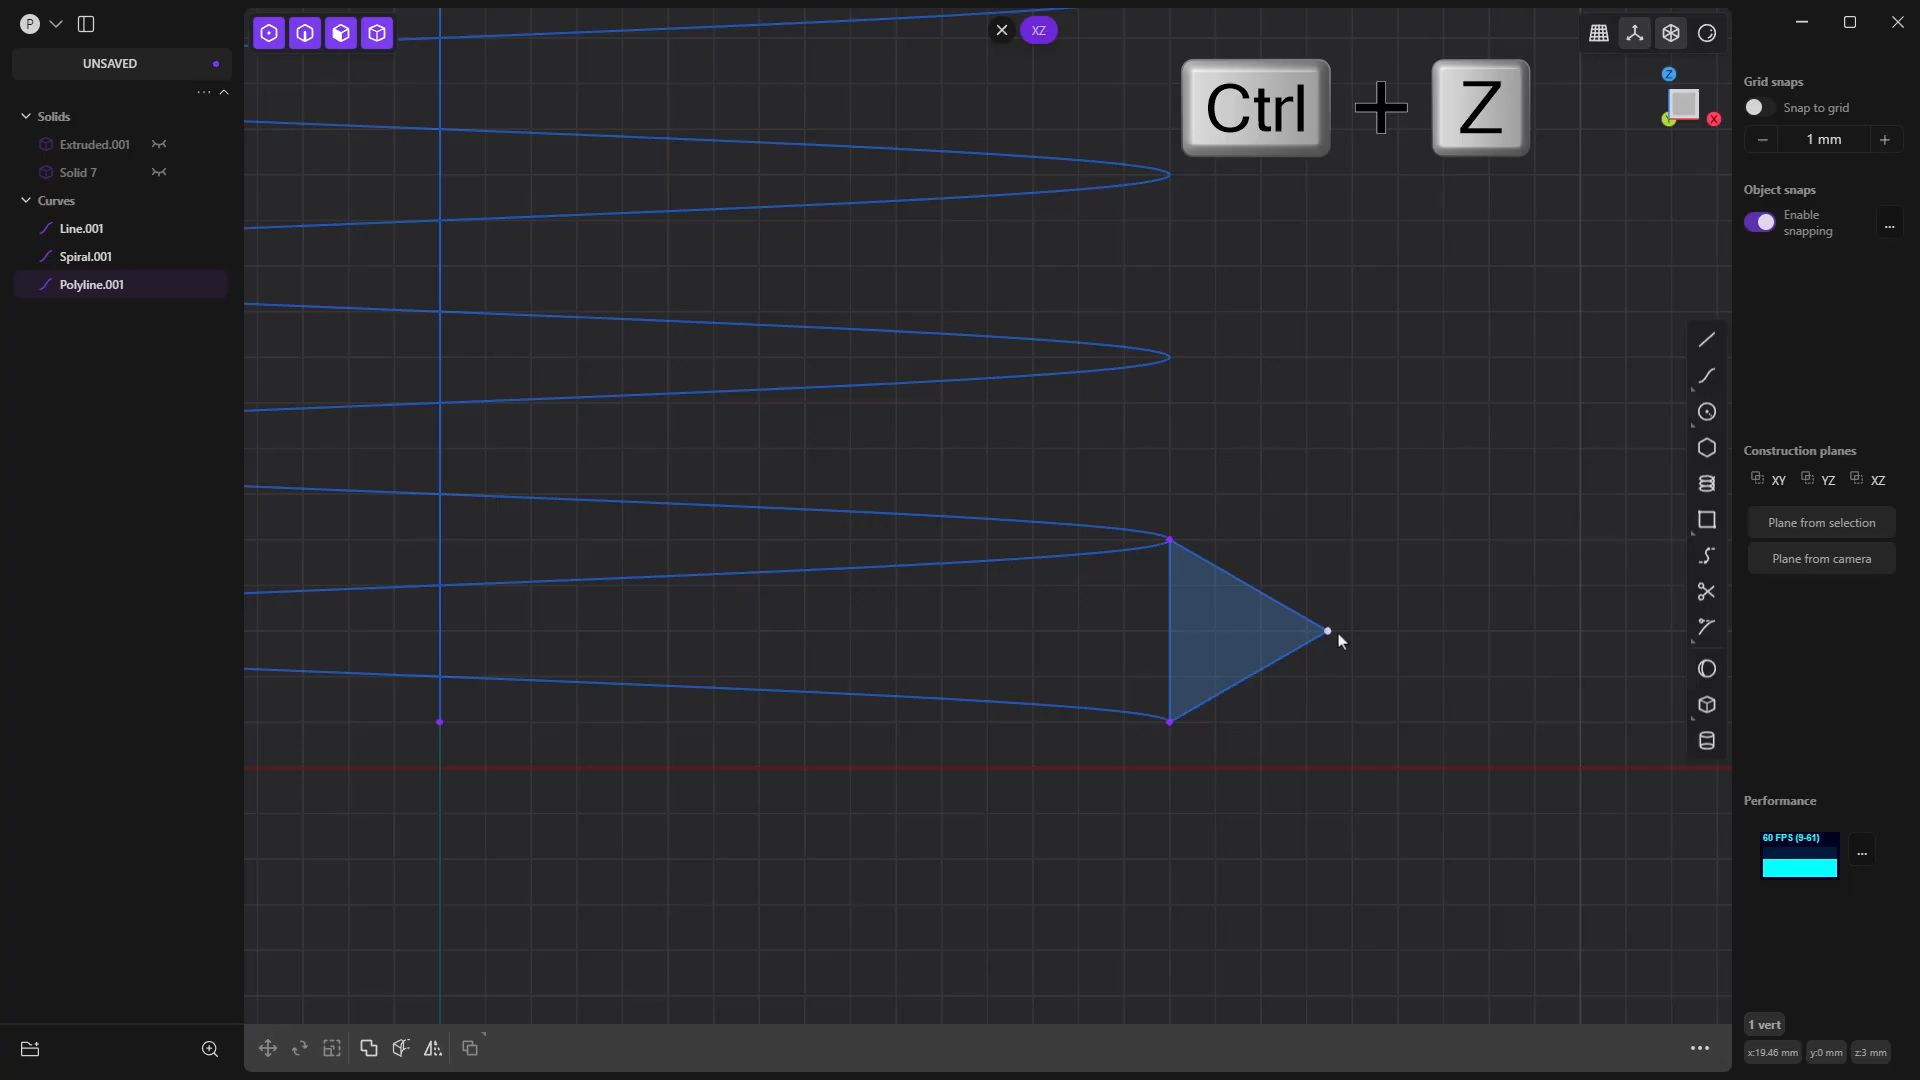 P
UNSAVED
XZ
Ctrl + Z
Z
Y
X
Solids
Extruded.001
Solid 7
Curves
Line.001
Spiral.001
Polyline.001
Grid snaps
Snap to grid
− 1 mm +
Object snaps
Enable
snapping
...
Construction planes
XY YZ XZ
Plane from selection
Plane from camera
Performance
60 FPS (9-61)
...
1 vert
x:19.46 mm y:0 mm z:3 mm